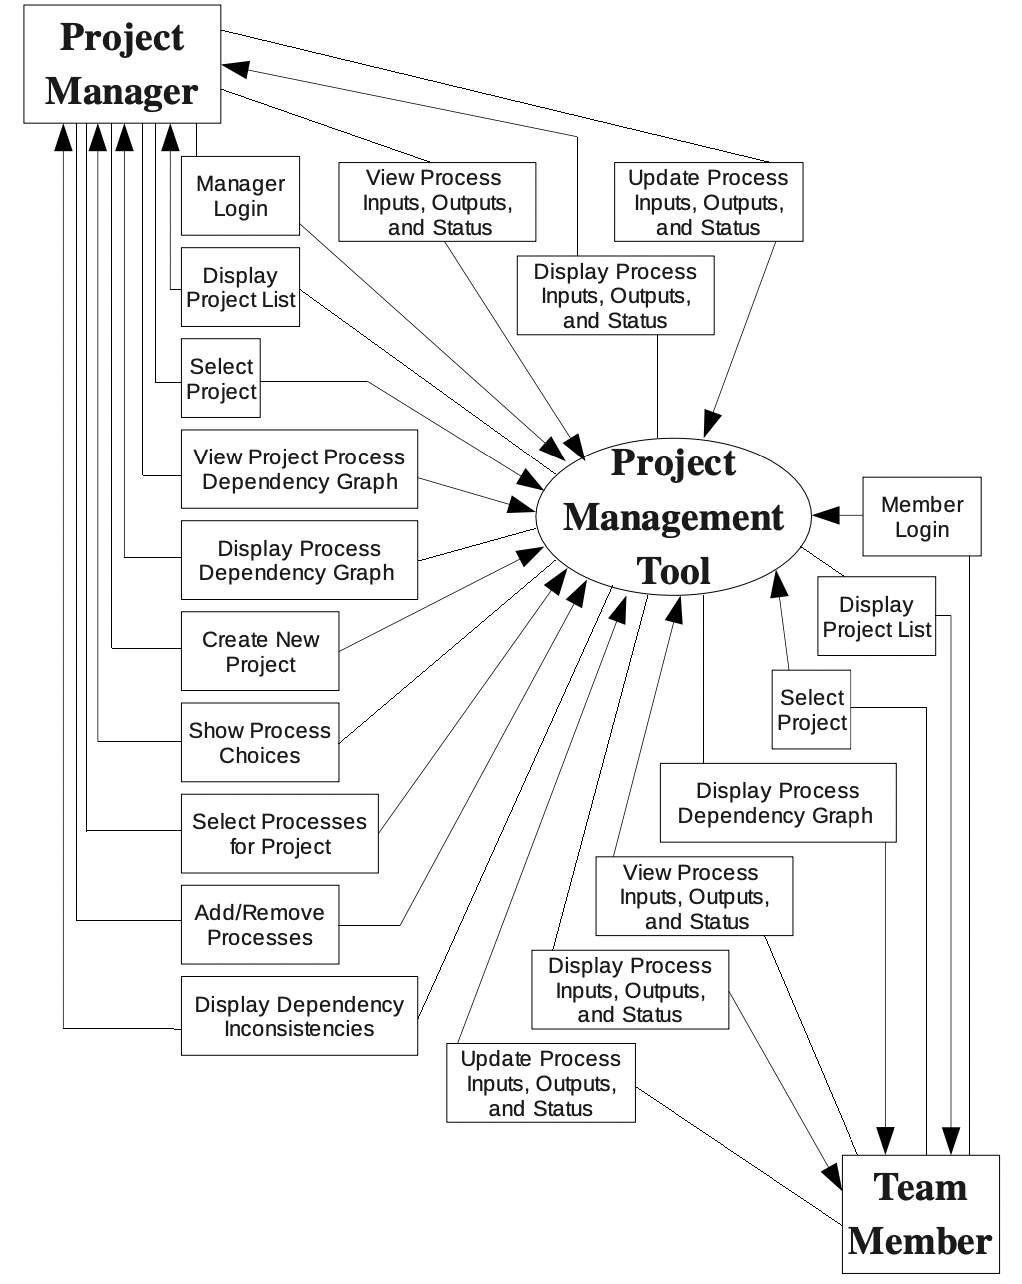 Project
Manager
Manager
Login
View Process
Inputs, Outputs,
and Status
Update Process
Inputs, Outputs,
and Status
Display
Project List
Display Process
Inputs, Outputs,
and Status
Select
Project
View Project Process
Dependency Graph
Project
Management
Tool
Member
Login
Display Process
Dependency Graph
Display
Project List
Create New
Project
Select
Project
Show Process
Choices
Display Process
Dependency Graph
Select Processes
for Project
View Process
Inputs, Outputs,
and Status
Add/Remove
Processes
Display Process
Inputs, Outputs,
and Status
Display Dependency
Inconsistencies
Update Process
Inputs, Outputs,
and Status
Team
Member